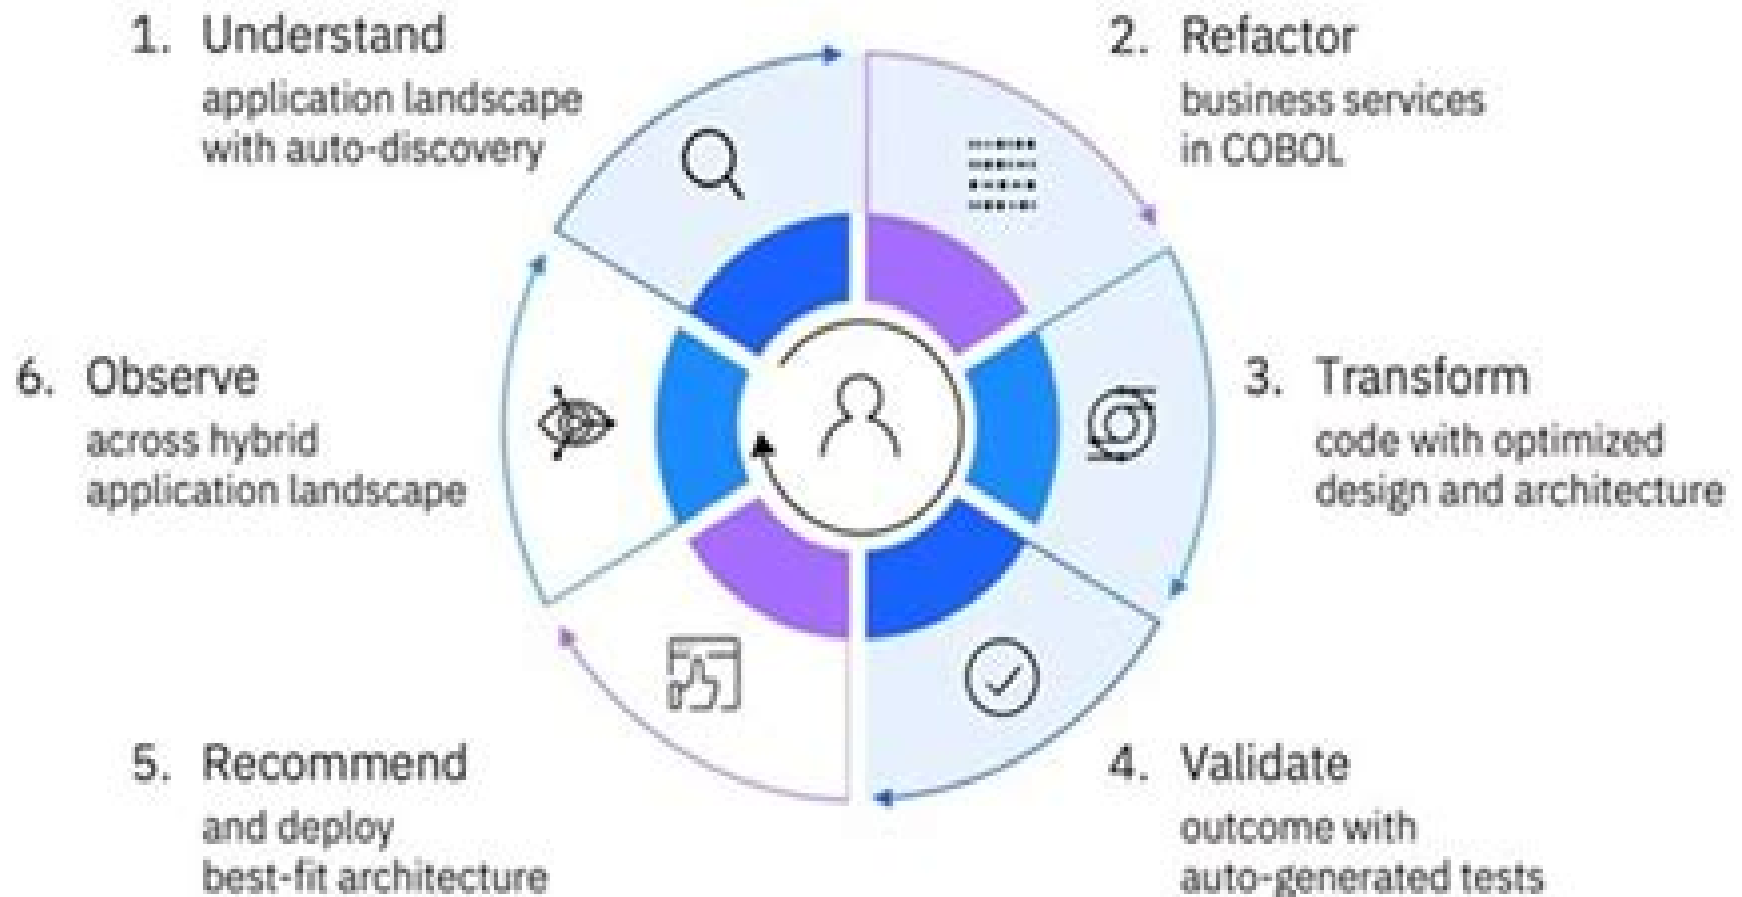 1. Understand
application landscape
with auto-discovery
2. Refactor
business services
in COBOL
3. Transform
code with optimized
design and architecture
4. Validate
outcome with
auto-generated tests
5. Recommend
and deploy
best-fit architecture
6. Observe
across hybrid
application landscape